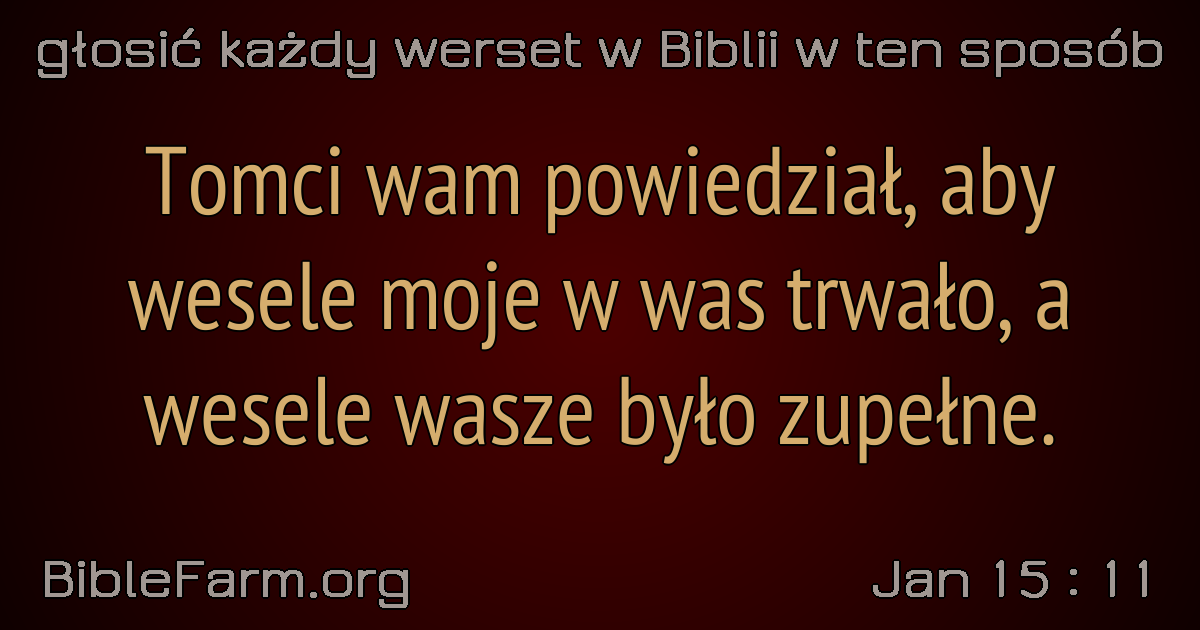 głosić każdy werset w Biblii w ten sposób
Tomci wam powiedział, aby
wesele moje w was trwało, a
wesele wasze było zupełne.
BibleFarm.org
Jan 15 : 11